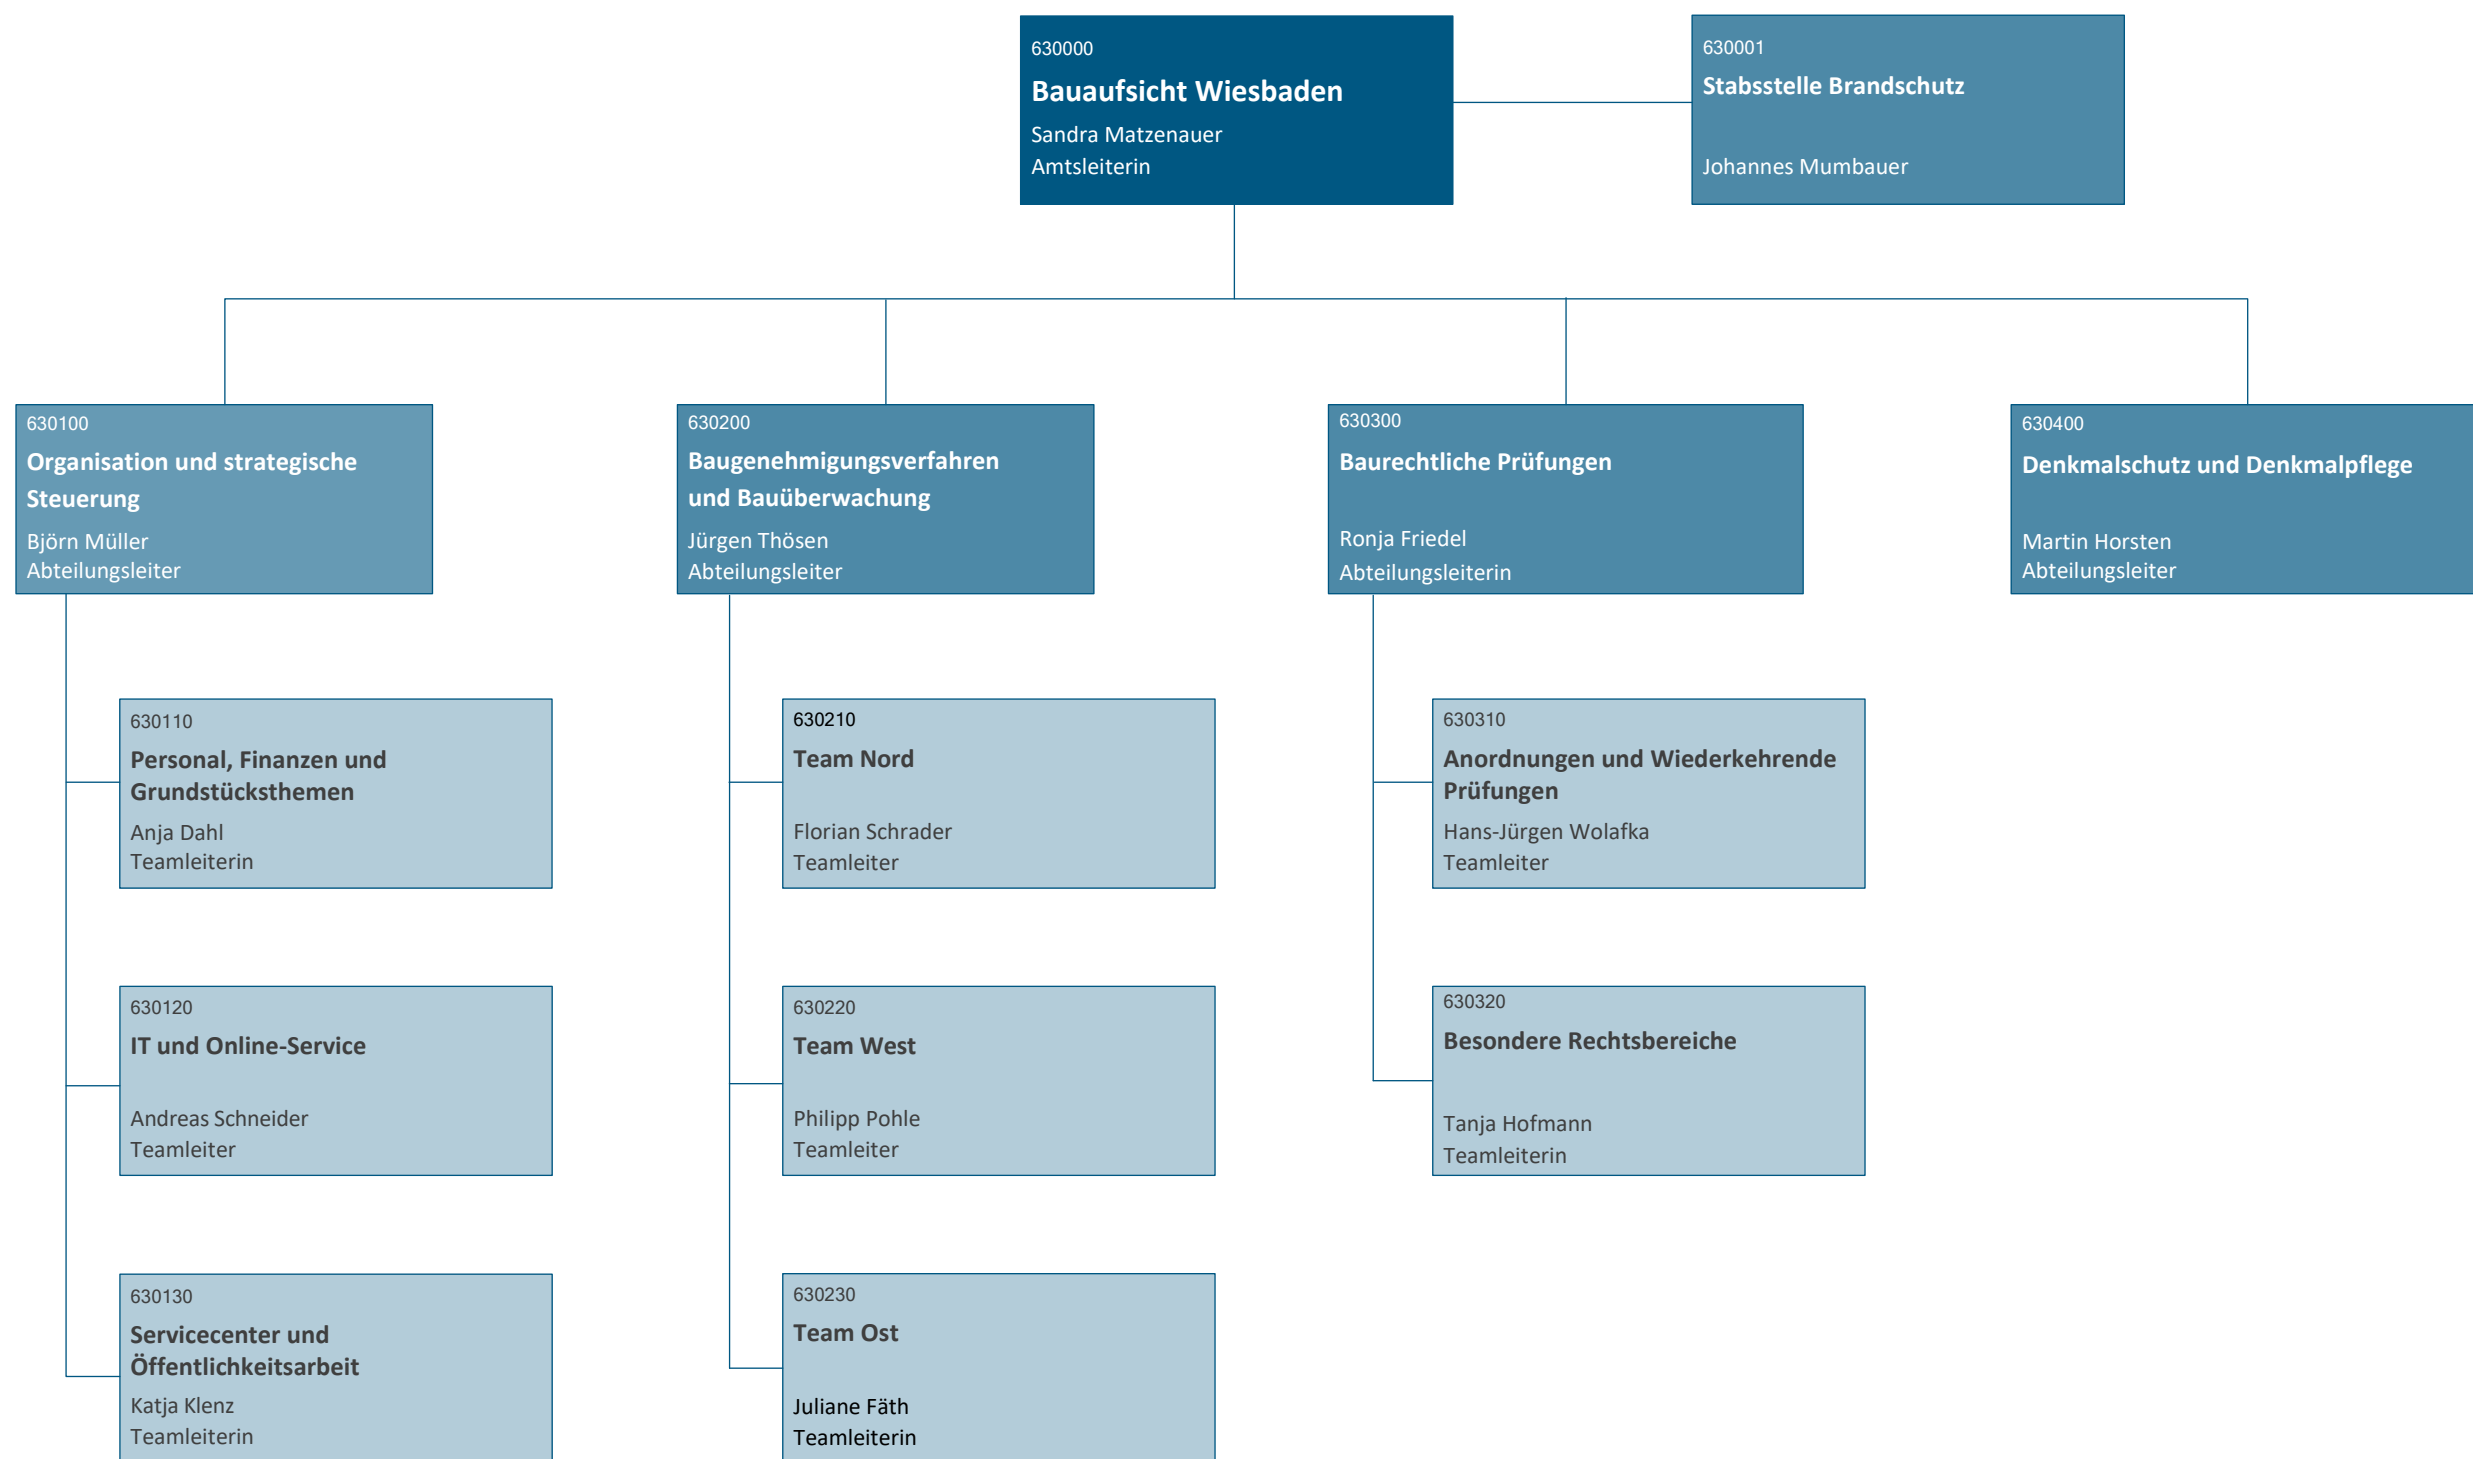 630000
Bauaufsicht Wiesbaden
Sandra Matzenauer
Amtsleiterin
630001
Stabsstelle Brandschutz
Johannes Mumbauer
630100
Organisation und strategische
Steuerung
Björn Müller
Abteilungsleiter
630200
Baugenehmigungsverfahren
und Bauüberwachung
Jürgen Thösen
Abteilungsleiter
630300
Baurechtliche Prüfungen
Ronja Friedel
Abteilungsleiterin
630400
Denkmalschutz und Denkmalpflege
Martin Horsten
Abteilungsleiter
630110
Personal, Finanzen und
Grundstücksthemen
Anja Dahl
Teamleiterin
630210
Team Nord
Florian Schrader
Teamleiter
630310
Anordnungen und Wiederkehrende
Prüfungen
Hans-Jürgen Wolafka
Teamleiter
630120
IT und Online-Service
Andreas Schneider
Teamleiter
630220
Team West
Philipp Pohle
Teamleiter
630320
Besondere Rechtsbereiche
Tanja Hofmann
Teamleiterin
630130
Servicecenter und
Öffentlichkeitsarbeit
Katja Klenz
Teamleiterin
630230
Team Ost
Juliane Fäth
Teamleiterin